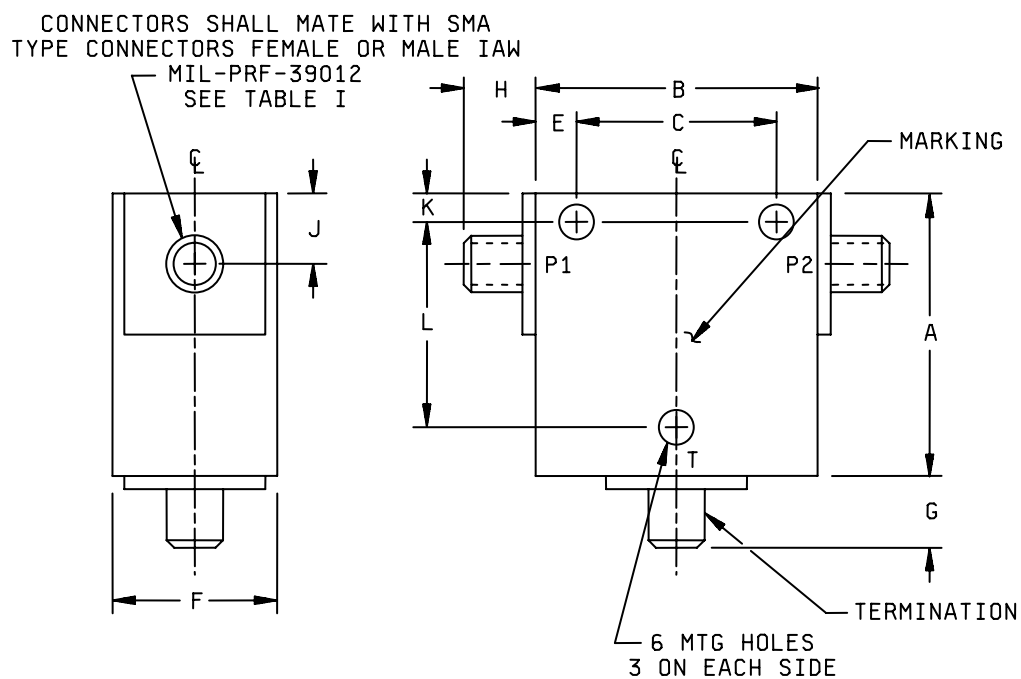 CONNECTORS SHALL MATE WITH SMA
TYPE CONNECTORS FEMALE OR MALE IAW
MIL-PRF-39012
SEE TABLE I
H
B
E
C
MARKING
℄
℄
K
J
P1
P2
L
A
T
G
F
TERMINATION
6 MTG HOLES
3 ON EACH SIDE